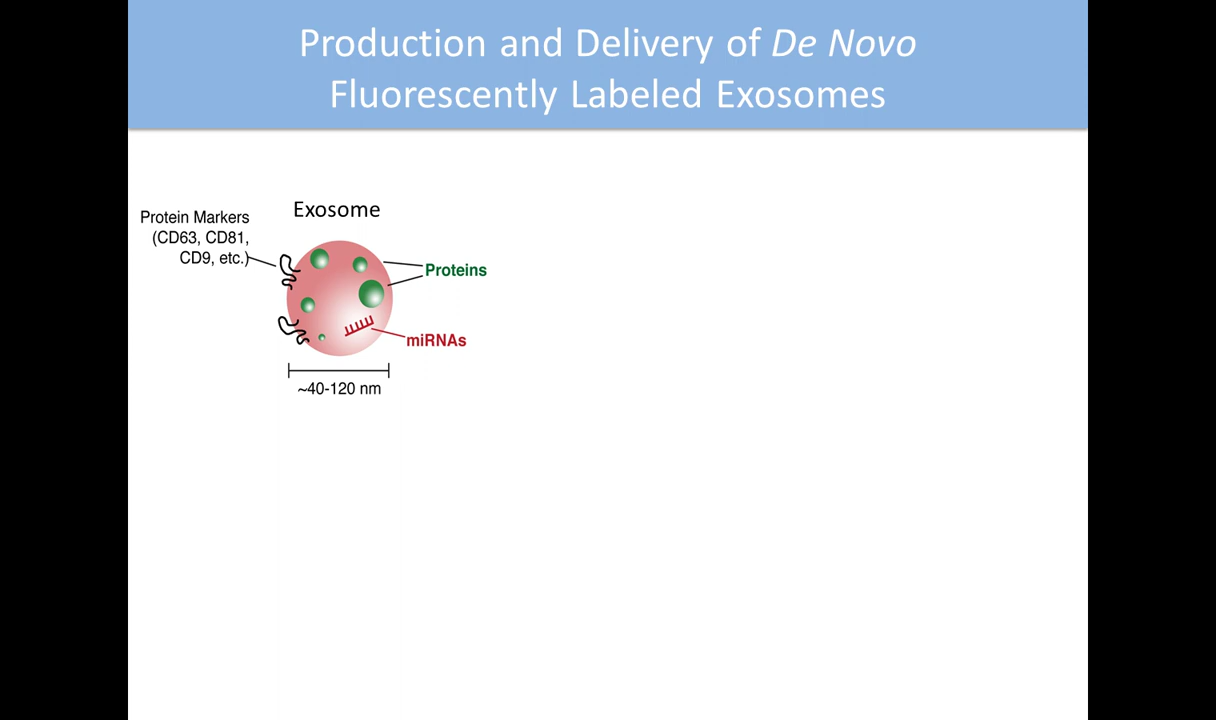 Production and Delivery of De Novo
Fluorescently Labeled Exosomes
Exosome
Protein Markers
(CD63, CD81,
CD9, etc.)
Proteins
miRNAs
~40-120 nm